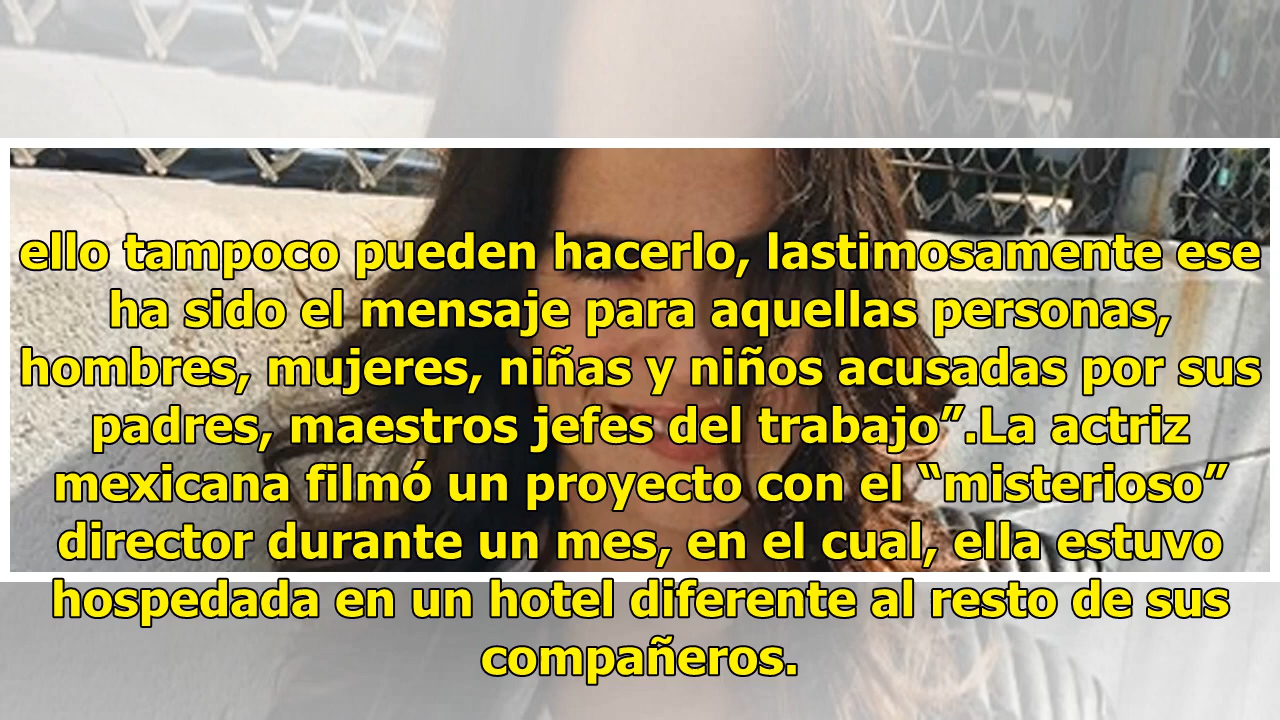 ello tampoco pueden hacerlo, lastimosamente ese
ha sido el mensaje para aquellas personas,
hombres, mujeres, niñas y niños acusadas por sus
padres, maestros jefes del trabajo”.La actriz
mexicana filmó un proyecto con el “misterioso”
director durante un mes, en el cual, ella estuvo
hospedada en un hotel diferente al resto de sus
compañeros.